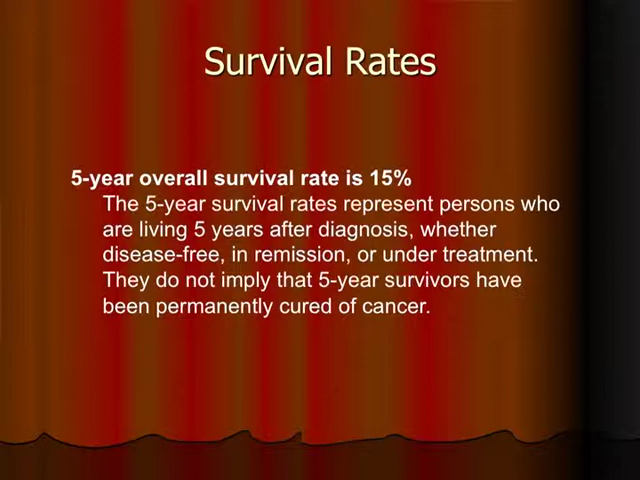 Survival Rates
5-year overall survival rate is 15%
The 5-year survival rates represent persons who
are living 5 years after diagnosis, whether
disease-free, in remission, or under treatment.
They do not imply that 5-year survivors have
been permanently cured of cancer.